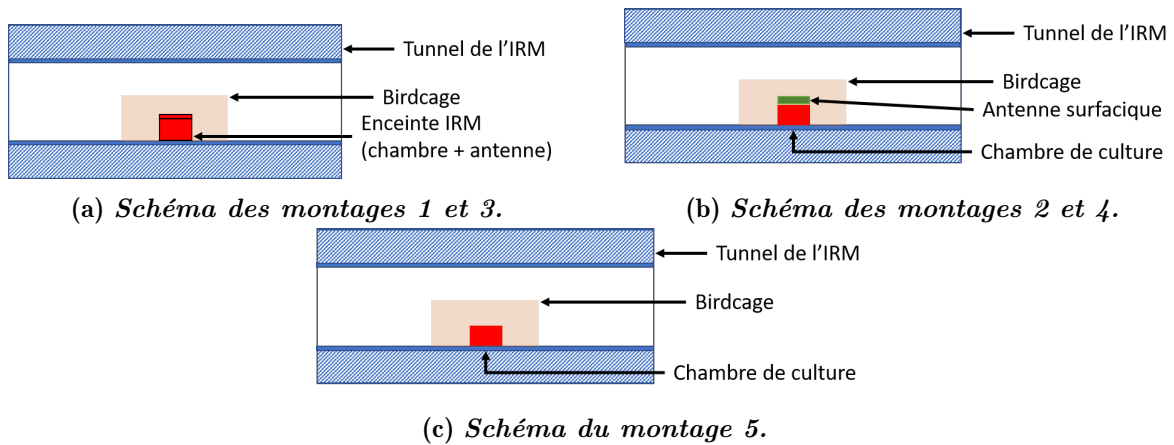 Tunnel de l'IRM
Birdcage
Enceinte IRM
(chambre + antenne)
(a) Schéma des montages 1 et 3.
Tunnel de l'IRM
Birdcage
Antenne surfacique
Chambre de culture
(b) Schéma des montages 2 et 4.
Tunnel de l'IRM
Birdcage
Chambre de culture
(c) Schéma du montage 5.